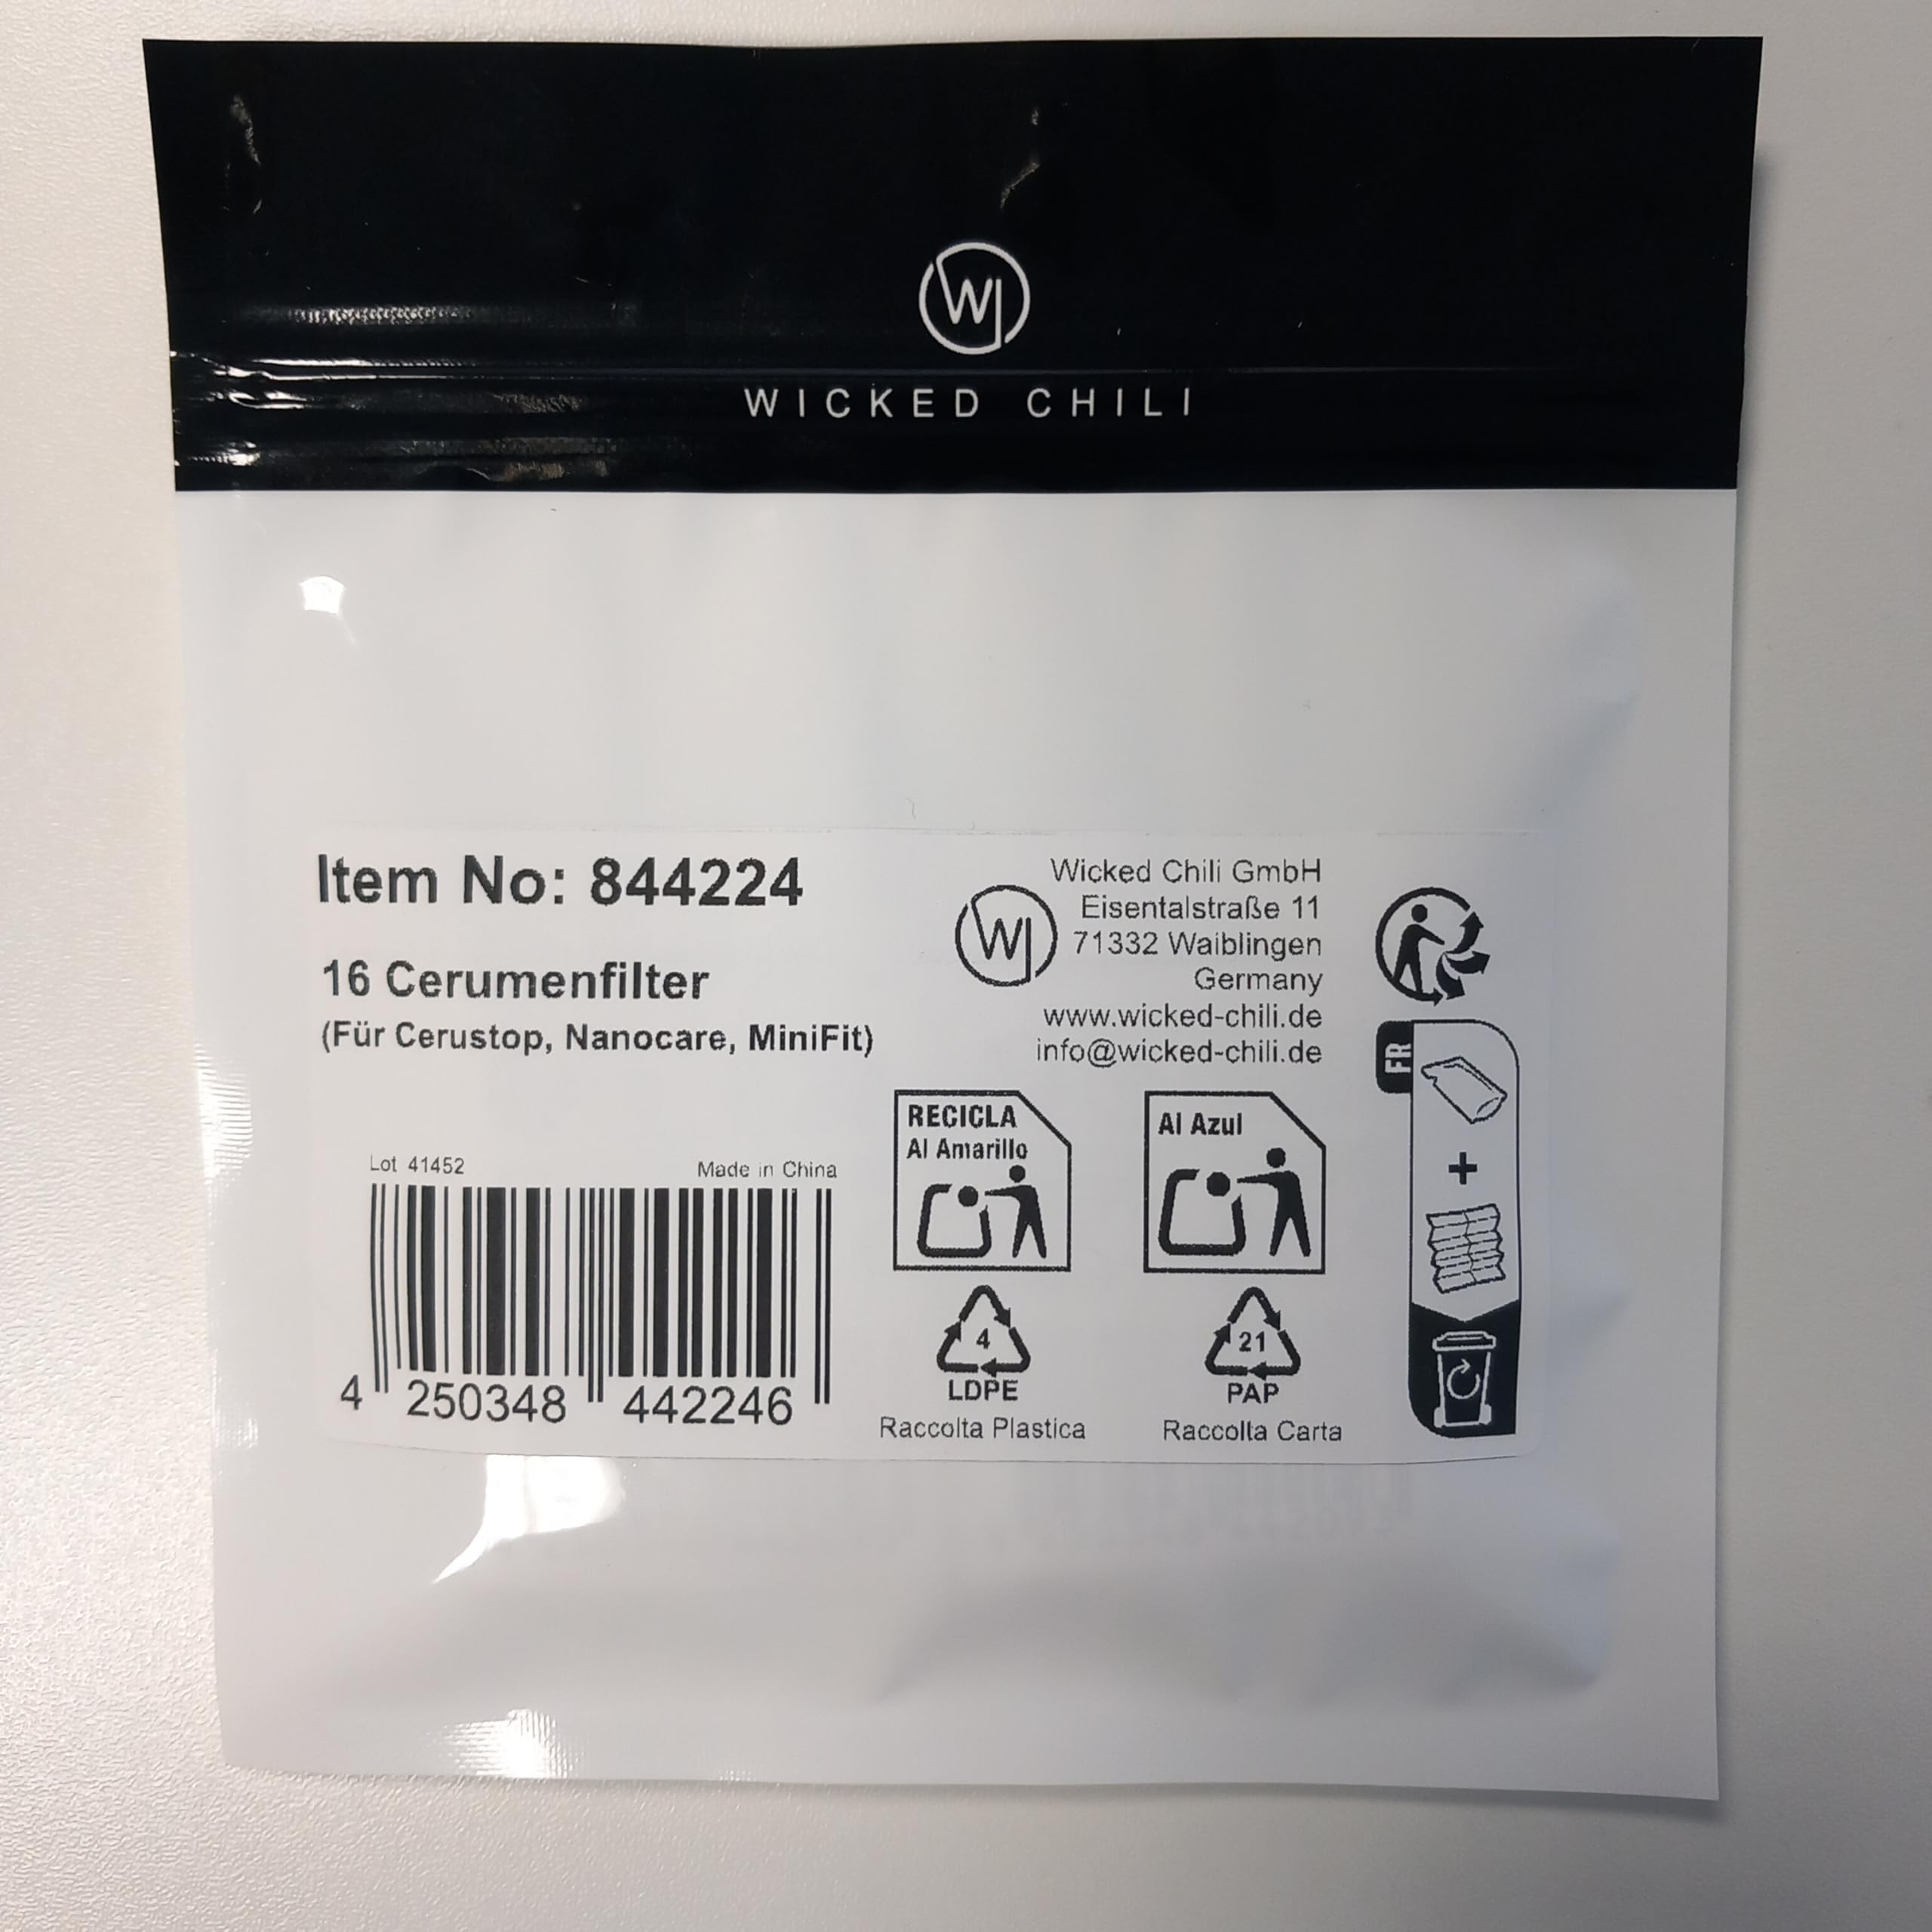 WICKED CHILI
Item No: 844224
16 Cerumenfilter
(Für Cerustop, Nanocare, MiniFit)
Wicked Chili GmbH
Eisentalstraße 11
71332 Waiblingen
Germany
www.wicked-chili.de
info@wicked-chili.de
FR
Lot 41452
Made in China
4 250348 442246
RECICLA
Al Amarillo
4
LDPE
Raccolta Plastica
Al Azul
21
PAP
Raccolta Carta